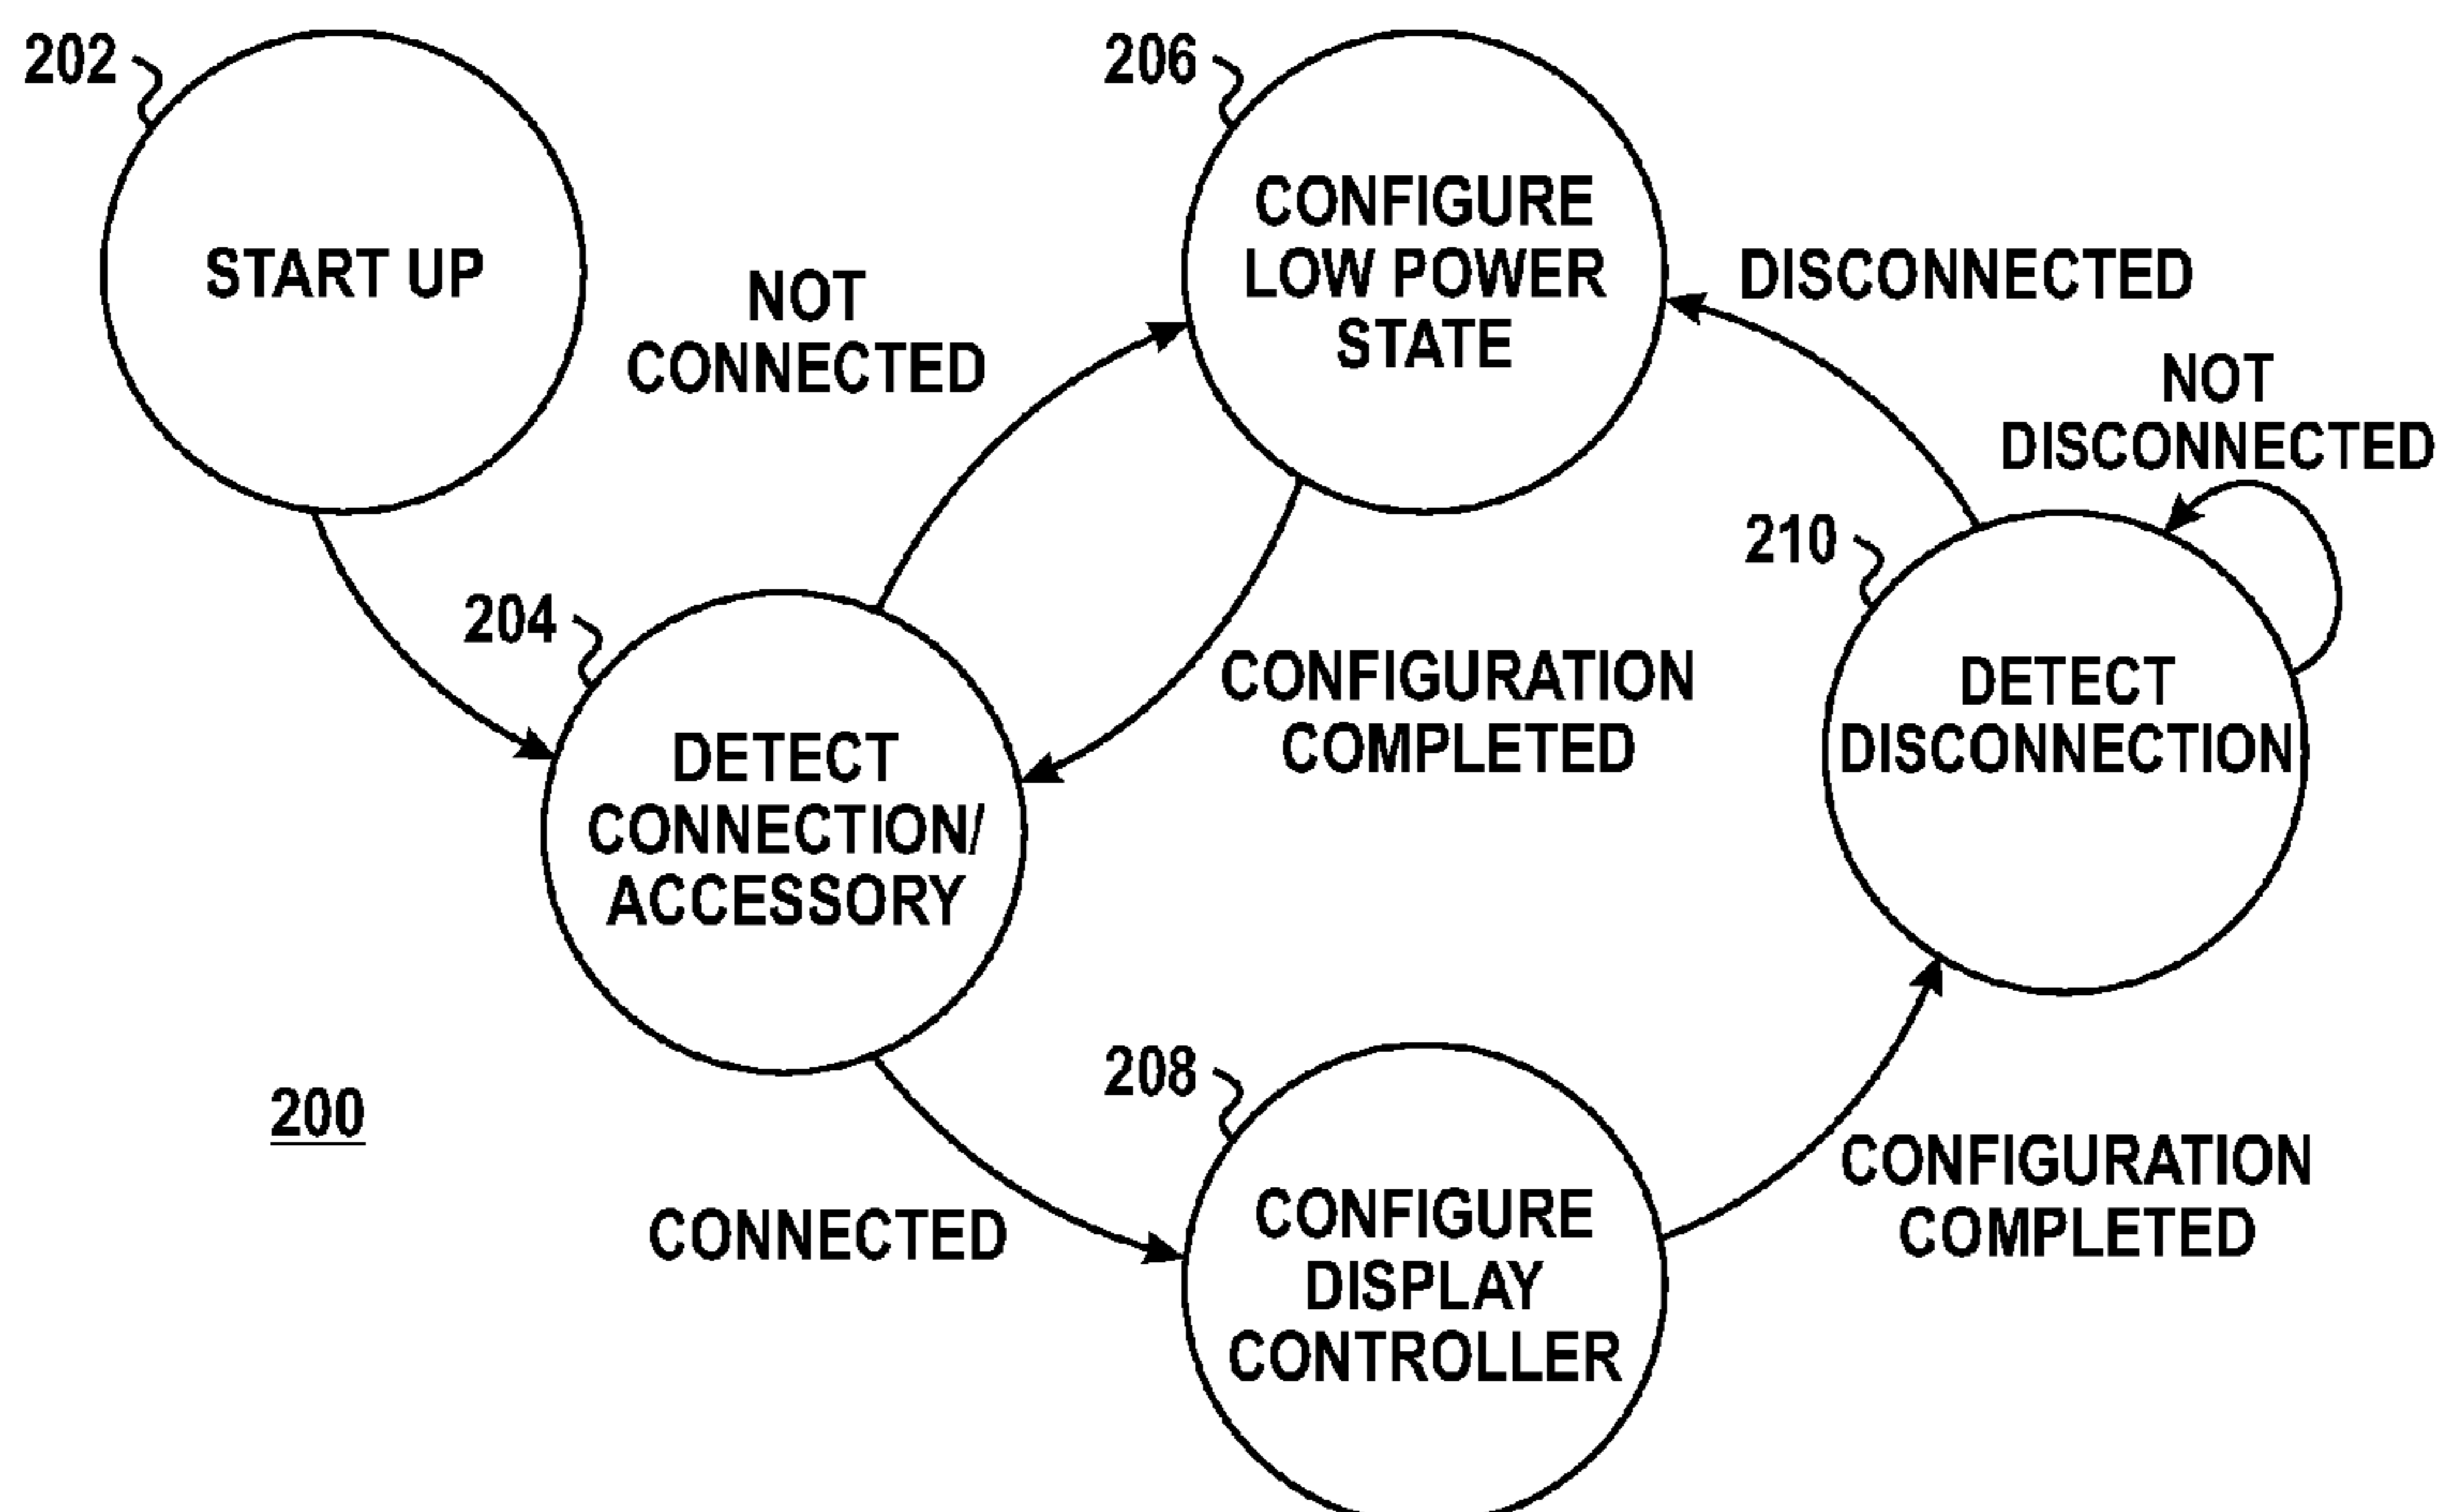 202
START UP
206
CONFIGURE
LOW POWER
STATE
NOT
CONNECTED
DISCONNECTED
NOT
DISCONNECTED
204
DETECT
CONNECTION/
ACCESSORY
CONFIGURATION
COMPLETED
210
DETECT
DISCONNECTION
200
CONNECTED
208
CONFIGURE
DISPLAY
CONTROLLER
CONFIGURATION
COMPLETED